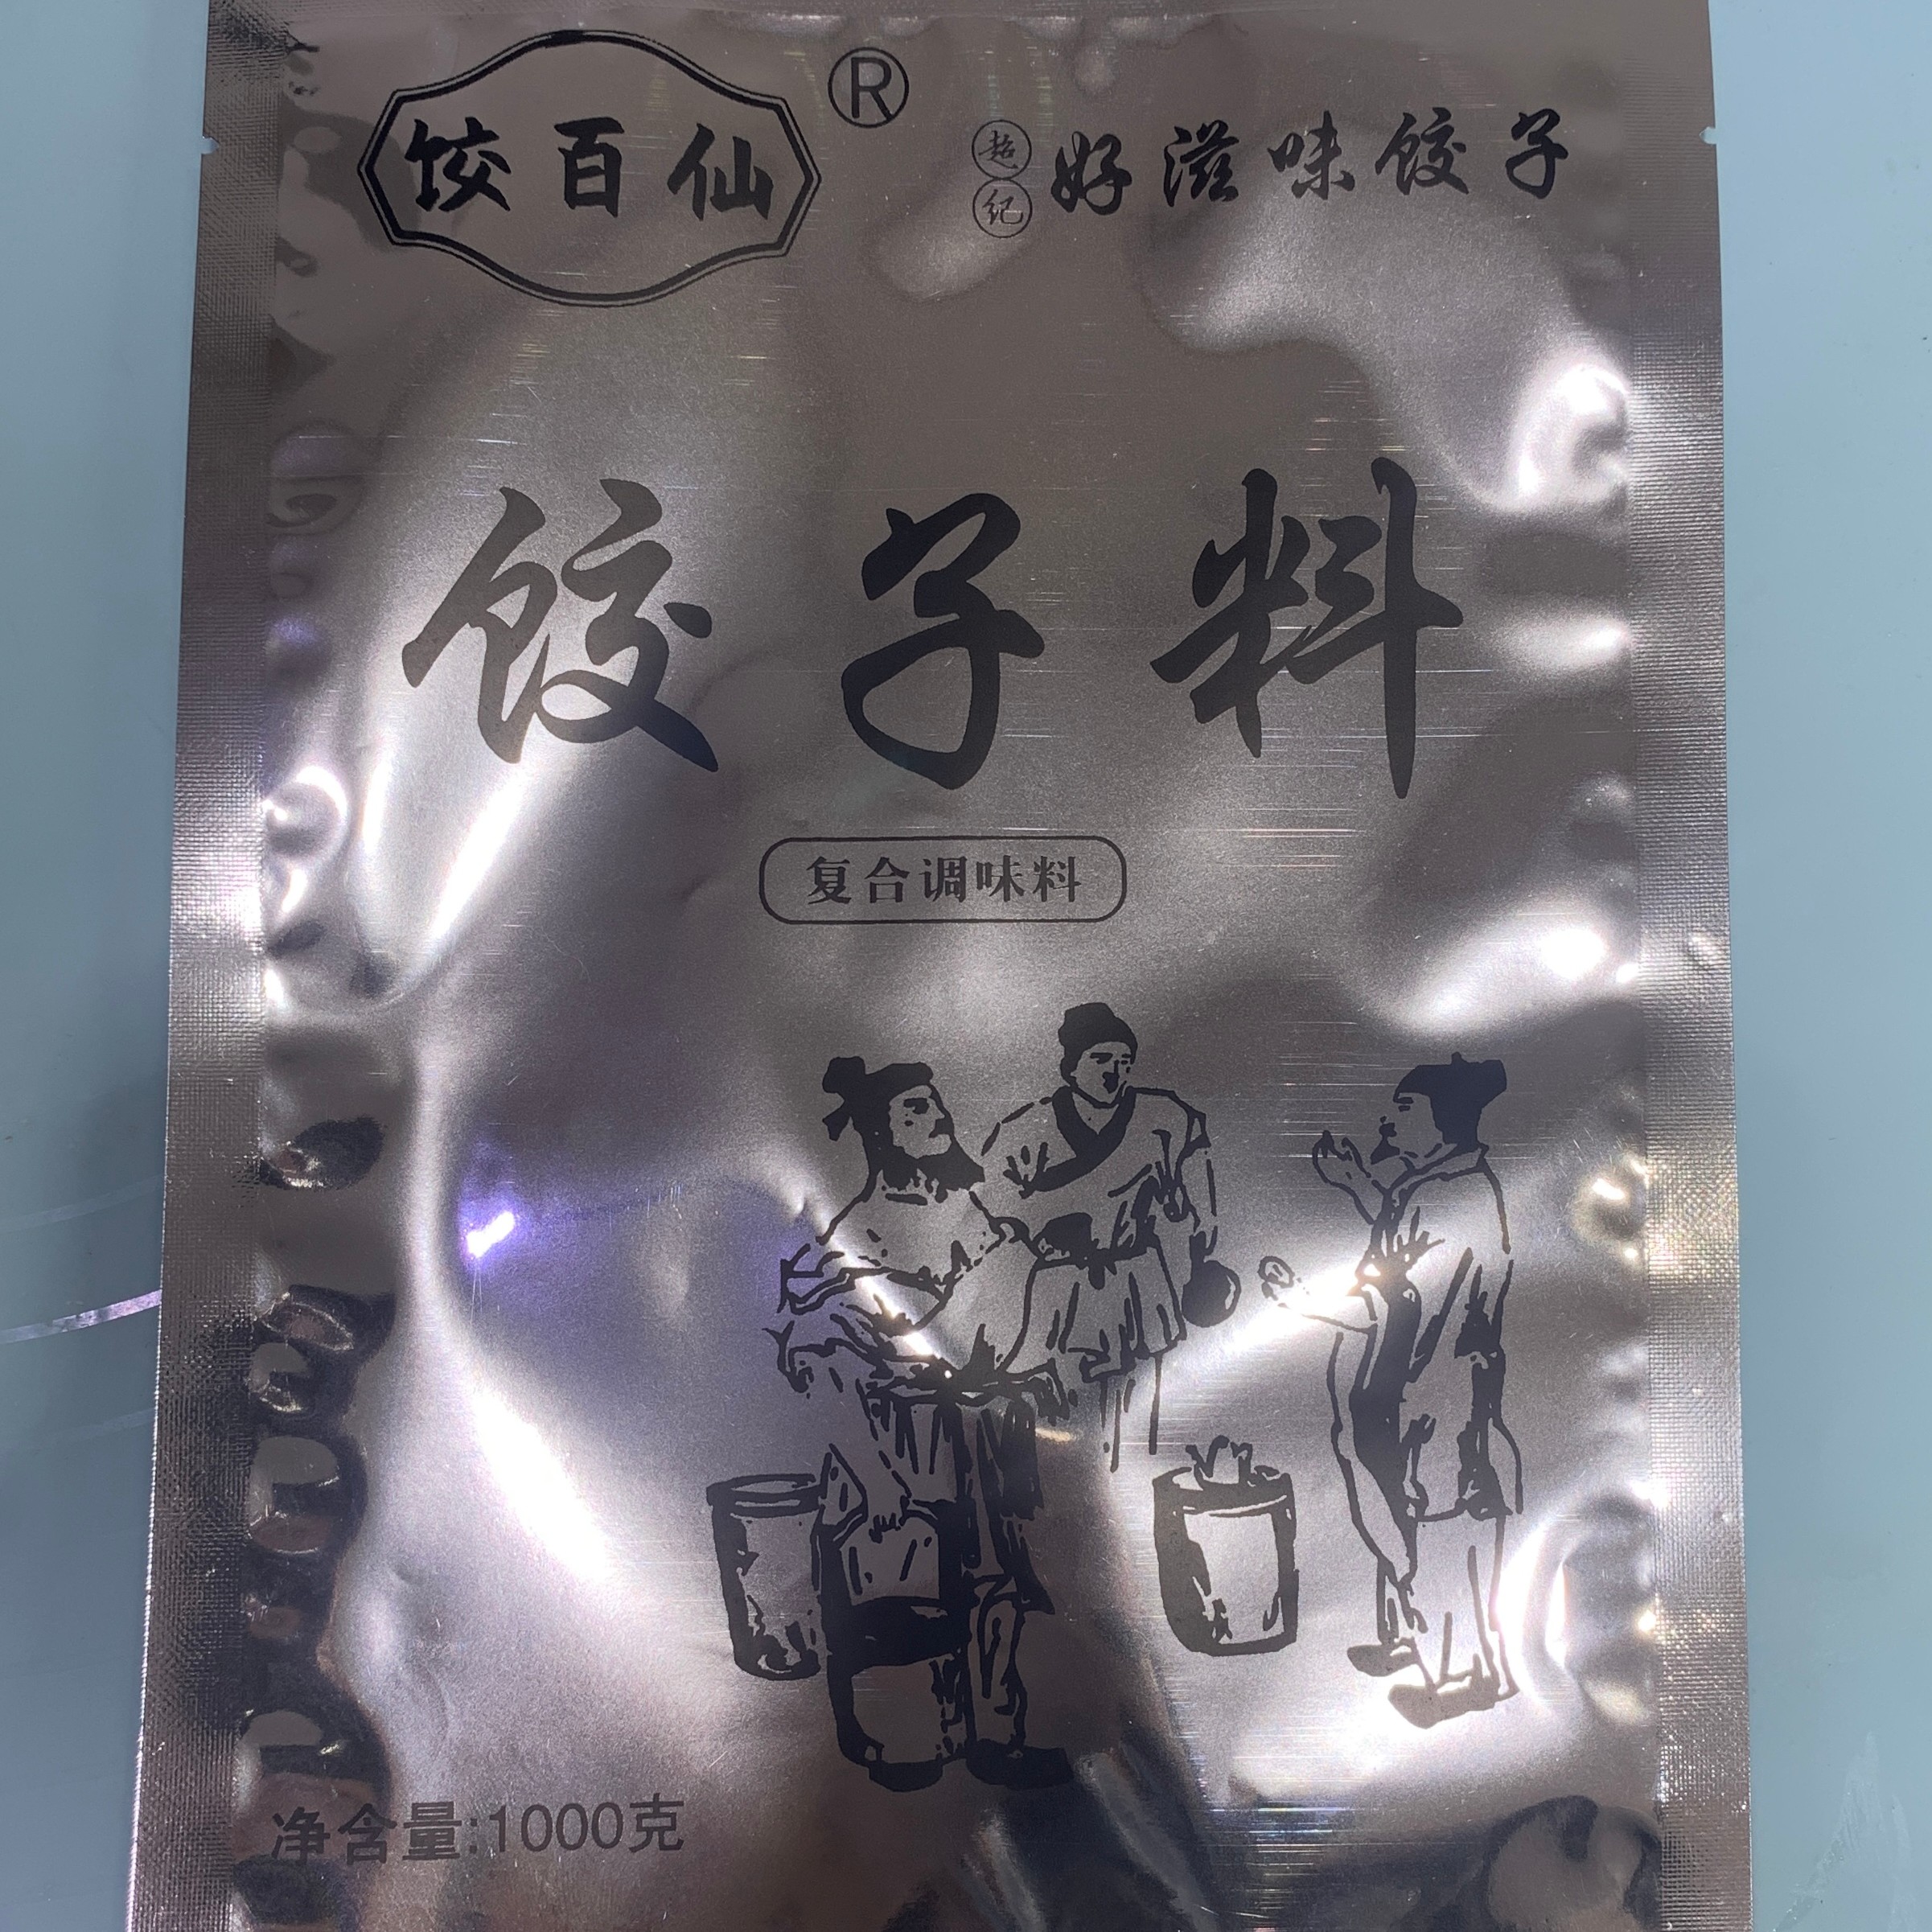 饺百仙®
超纪 好滋味饺子
饺子料
复合调味料
净含量:1000克